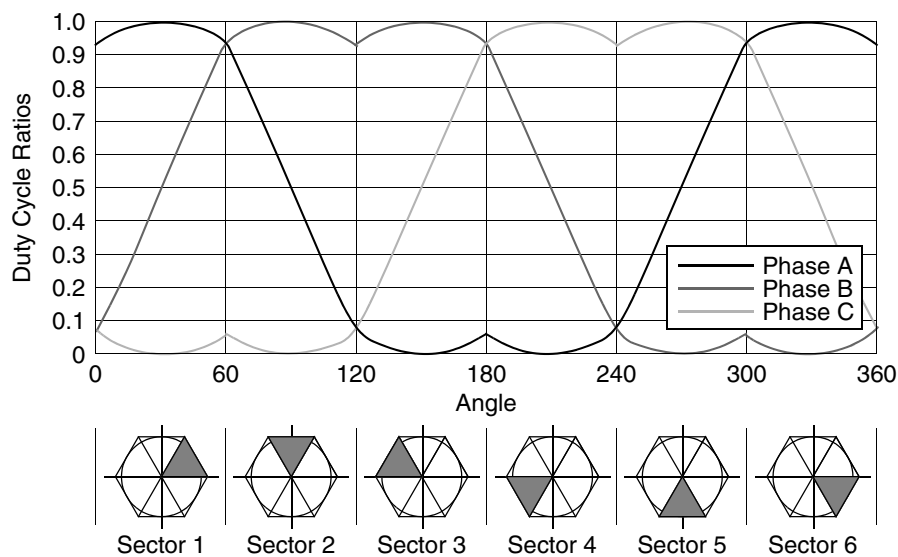 1.0
0.9
0.8
0.7
0.6
0.5
0.4
0.3
0.2
0.1
0
Duty Cycle Ratios
Phase A
Phase B
Phase C
0 60 120 180 240 300 360
Angle
Sector 1 Sector 2 Sector 3 Sector 4 Sector 5 Sector 6